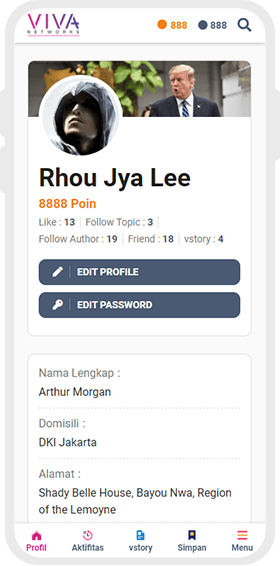 VIVA
NETWORKS
888 888
Rhou Jya Lee
8888 Poin
Like : 13 Follow Topic : 3
Follow Author : 19 Friend : 18 vstory : 4
EDIT PROFILE
EDIT PASSWORD
Nama Lengkap :
Arthur Morgan
Domisili :
DKI Jakarta
Alamat :
Shady Belle House, Bayou Nwa, Region
of the Lemoyne
Profil Aktifitas vstory Simpan Menu